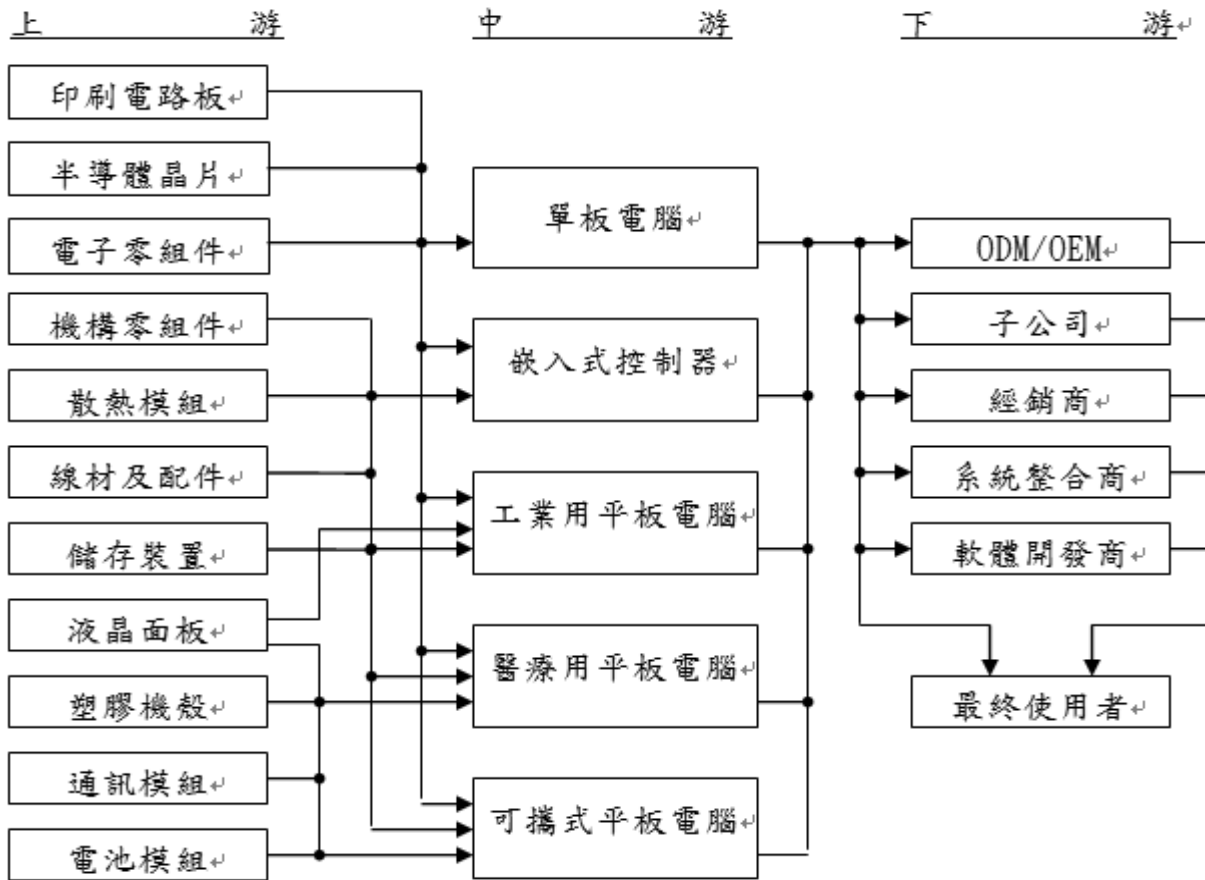 上游
中游
下游
印刷電路板
半導體晶片
電子零組件
機構零組件
散熱模組
線材及配件
儲存裝置
液晶面板
塑膠機殼
通訊模組
電池模組
單板電腦
嵌入式控制器
工業用平板電腦
醫療用平板電腦
可攜式平板電腦
ODM/OEM
子公司
經銷商
系統整合商
軟體開發商
最終使用者